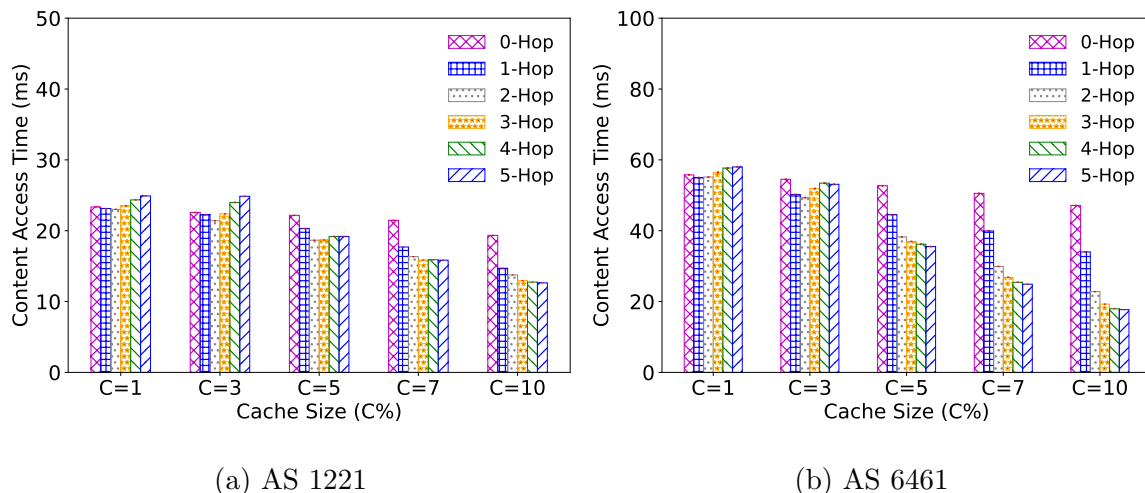 50
40
30
20
10
0
Content Access Time (ms)
0-Hop
1-Hop
2-Hop
3-Hop
4-Hop
5-Hop
C=1 C=3 C=5 C=7 C=10
Cache Size (C%)
(a) AS 1221
100
80
60
40
20
0
Content Access Time (ms)
0-Hop
1-Hop
2-Hop
3-Hop
4-Hop
5-Hop
C=1 C=3 C=5 C=7 C=10
Cache Size (C%)
(b) AS 6461